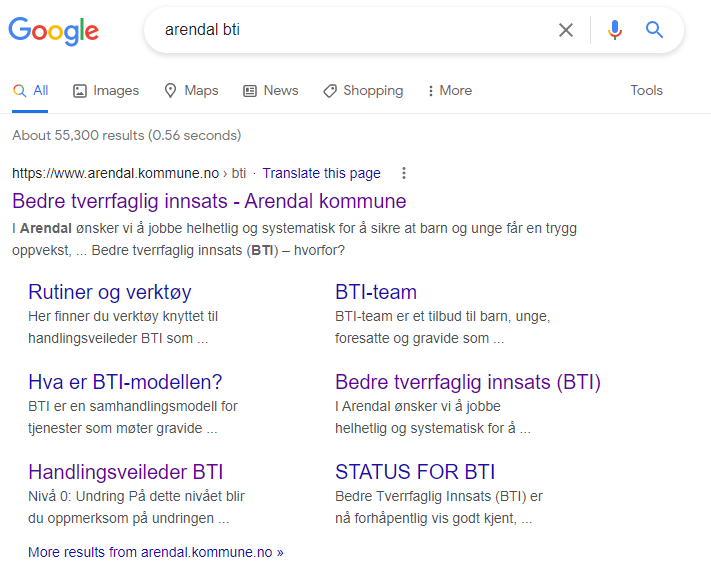 Google
arendal bti
All Images Maps News Shopping More Tools
About 55,300 results (0.56 seconds)
https://www.arendal.kommune.no › bti · Translate this page
Bedre tverrfaglig innsats - Arendal kommune
I Arendal ønsker vi å jobbe helhetlig og systematisk for å sikre at barn og unge får en trygg
oppvekst, ... Bedre tverrfaglig innsats (BTI) – hvorfor?
Rutiner og verktøy
Her finner du verktøy knyttet til
handlingsveileder BTI som ...
BTI-team
BTI-team er et tilbud til barn, unge,
foresatte og gravide som ...
Hva er BTI-modellen?
BTI er en samhandlingsmodell for
tjenester som møter gravide ...
Bedre tverrfaglig innsats (BTI)
I Arendal ønsker vi å jobbe
helhetlig og systematisk for å ...
Handlingsveileder BTI
Nivå 0: Undring På dette nivået blir
du oppmerksom på undringen ...
STATUS FOR BTI
Bedre Tverrfaglig Innsats (BTI) er
nå forhåpentlig vis godt kjent, ...
More results from arendal.kommune.no »